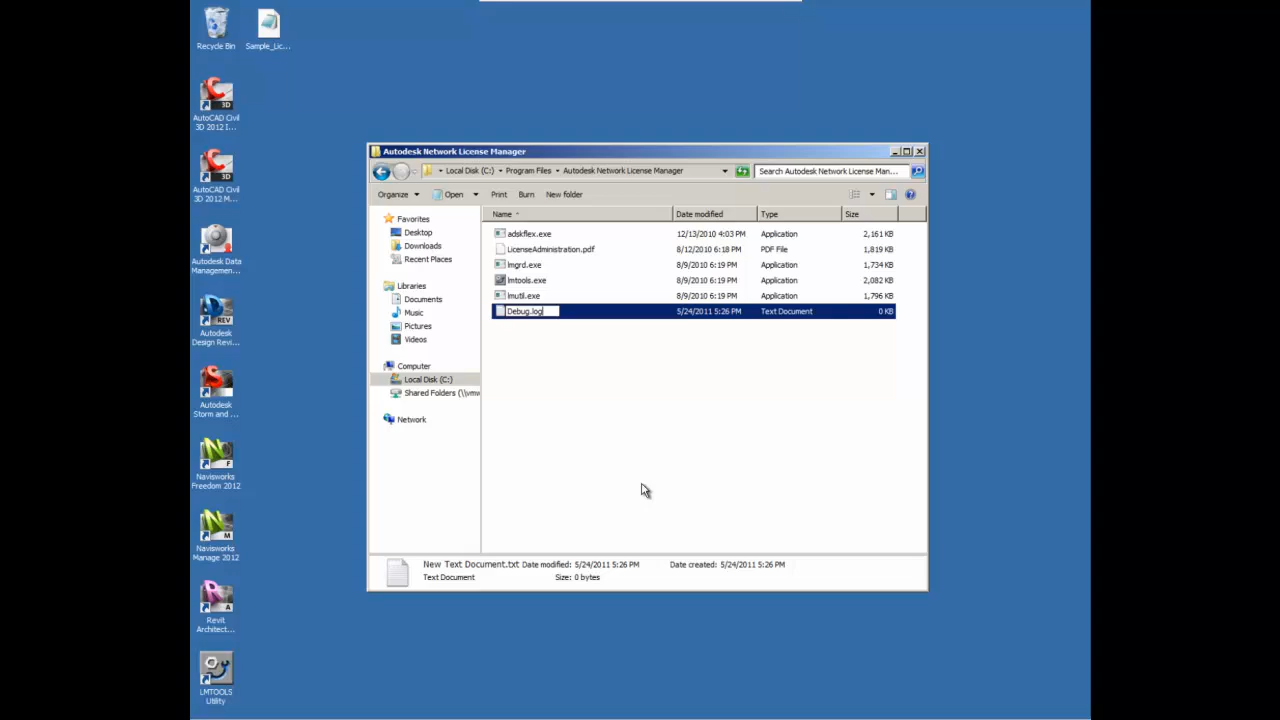 Recycle Bin
Sample_Lic...
AutoCAD Civil
3D 2012 I...
AutoCAD Civil
3D 2012 M...
Autodesk Data
Managemen...
Autodesk
Design Revi...
Autodesk
Storm and ...
Navisworks
Freedom 2012
Navisworks
Manage 2012
Revit
Architect...
LMTOOLS
Utility
Autodesk Network License Manager
Local Disk (C:) Program Files Autodesk Network License Manager Search Autodesk Network License Man...
Organize Open Print Burn New folder
Favorites
Desktop
Downloads
Recent Places
Libraries
Documents
Music
Pictures
Videos
Computer
Local Disk (C:)
Shared Folders (\\vmw
Network
Name Date modified Type Size
adskflex.exe 12/13/2010 4:03 PM Application 2,161 KB
LicenseAdministration.pdf 8/12/2010 6:18 PM PDF File 1,819 KB
lmgrd.exe 8/9/2010 6:19 PM Application 1,734 KB
lmtools.exe 8/9/2010 6:19 PM Application 2,082 KB
lmutil.exe 8/9/2010 6:19 PM Application 1,796 KB
Debug.log 5/24/2011 5:26 PM Text Document 0 KB
New Text Document.txt Date modified: 5/24/2011 5:26 PM Date created: 5/24/2011 5:26 PM
Text Document Size: 0 bytes